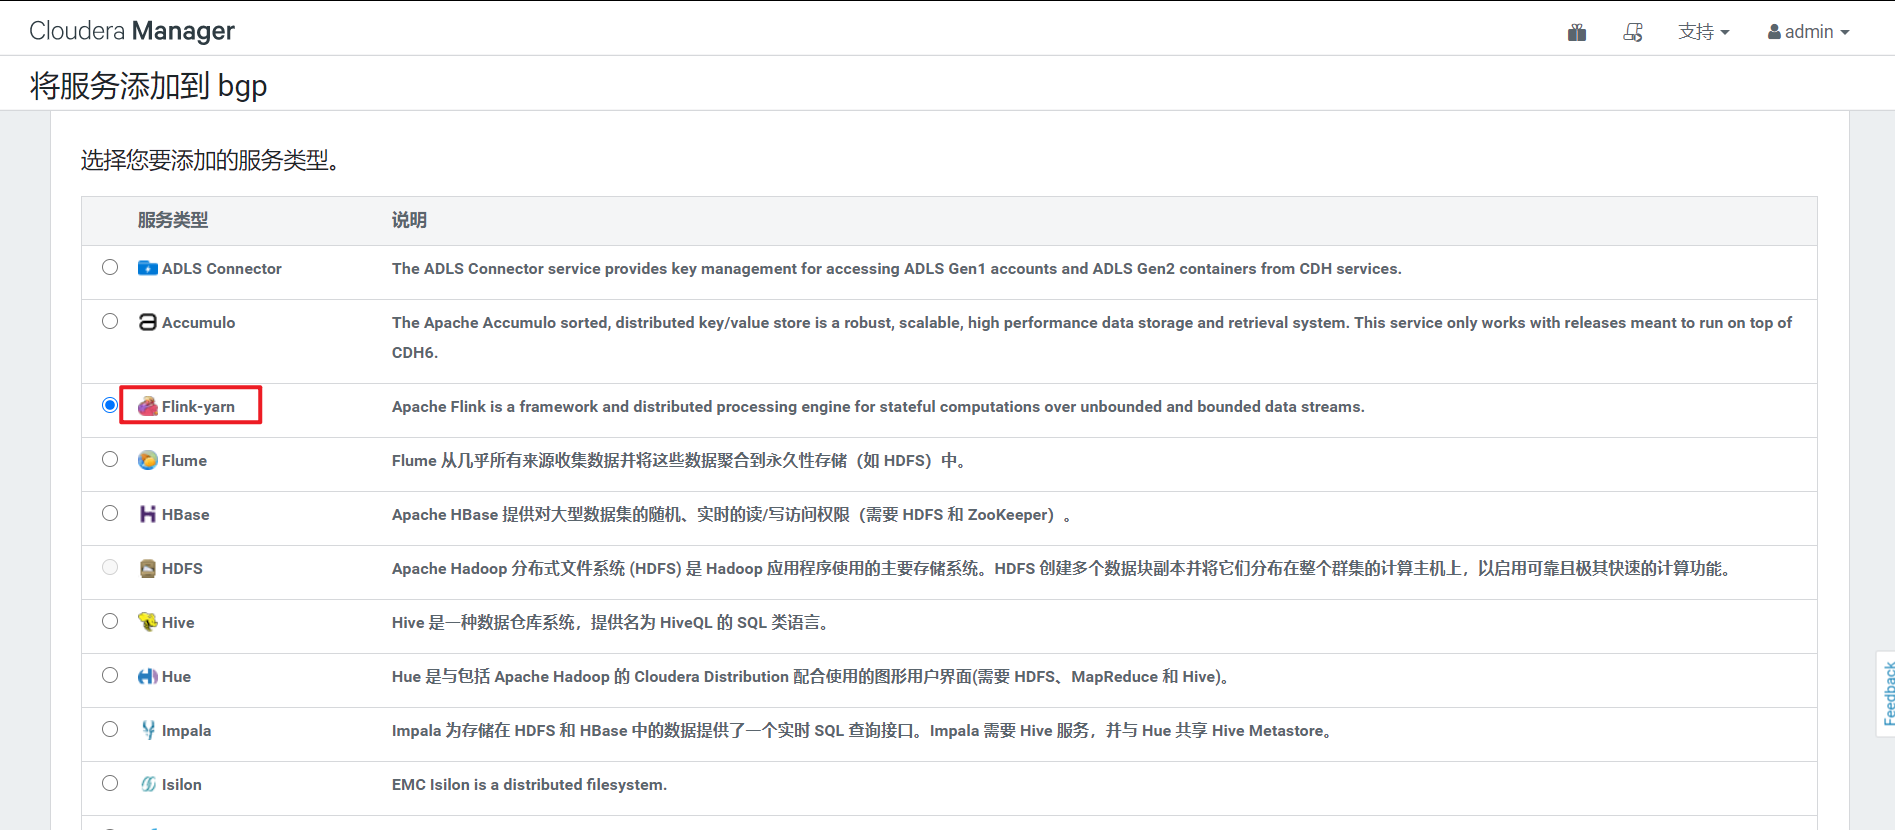 Cloudera Manager
支持
admin
将服务添加到 bgp
选择您要添加的服务类型。
服务类型 说明
ADLS Connector The ADLS Connector service provides key management for accessing ADLS Gen1 accounts and ADLS Gen2 containers from CDH services.
Accumulo The Apache Accumulo sorted, distributed key/value store is a robust, scalable, high performance data storage and retrieval system. This service only works with releases meant to run on top of
CDH6.
Flink-yarn Apache Flink is a framework and distributed processing engine for stateful computations over unbounded and bounded data streams.
Flume Flume 从几乎所有来源收集数据并将这些数据聚合到永久性存储（如 HDFS）中。
HBase Apache HBase 提供对大型数据集的随机、实时的读/写访问权限（需要 HDFS 和 ZooKeeper）。
HDFS Apache Hadoop 分布式文件系统 (HDFS) 是 Hadoop 应用程序使用的主要存储系统。HDFS 创建多个数据块副本并将它们分布在整个群集的计算主机上，以启用可靠且极其快速的计算功能。
Hive Hive 是一种数据仓库系统，提供名为 HiveQL 的 SQL 类语言。
Hue Hue 是与包括 Apache Hadoop 的 Cloudera Distribution 配合使用的图形用户界面(需要 HDFS、MapReduce 和 Hive)。
Impala Impala 为存储在 HDFS 和 HBase 中的数据提供了一个实时 SQL 查询接口。Impala 需要 Hive 服务，并与 Hue 共享 Hive Metastore。
Isilon EMC Isilon is a distributed filesystem.
Feedback